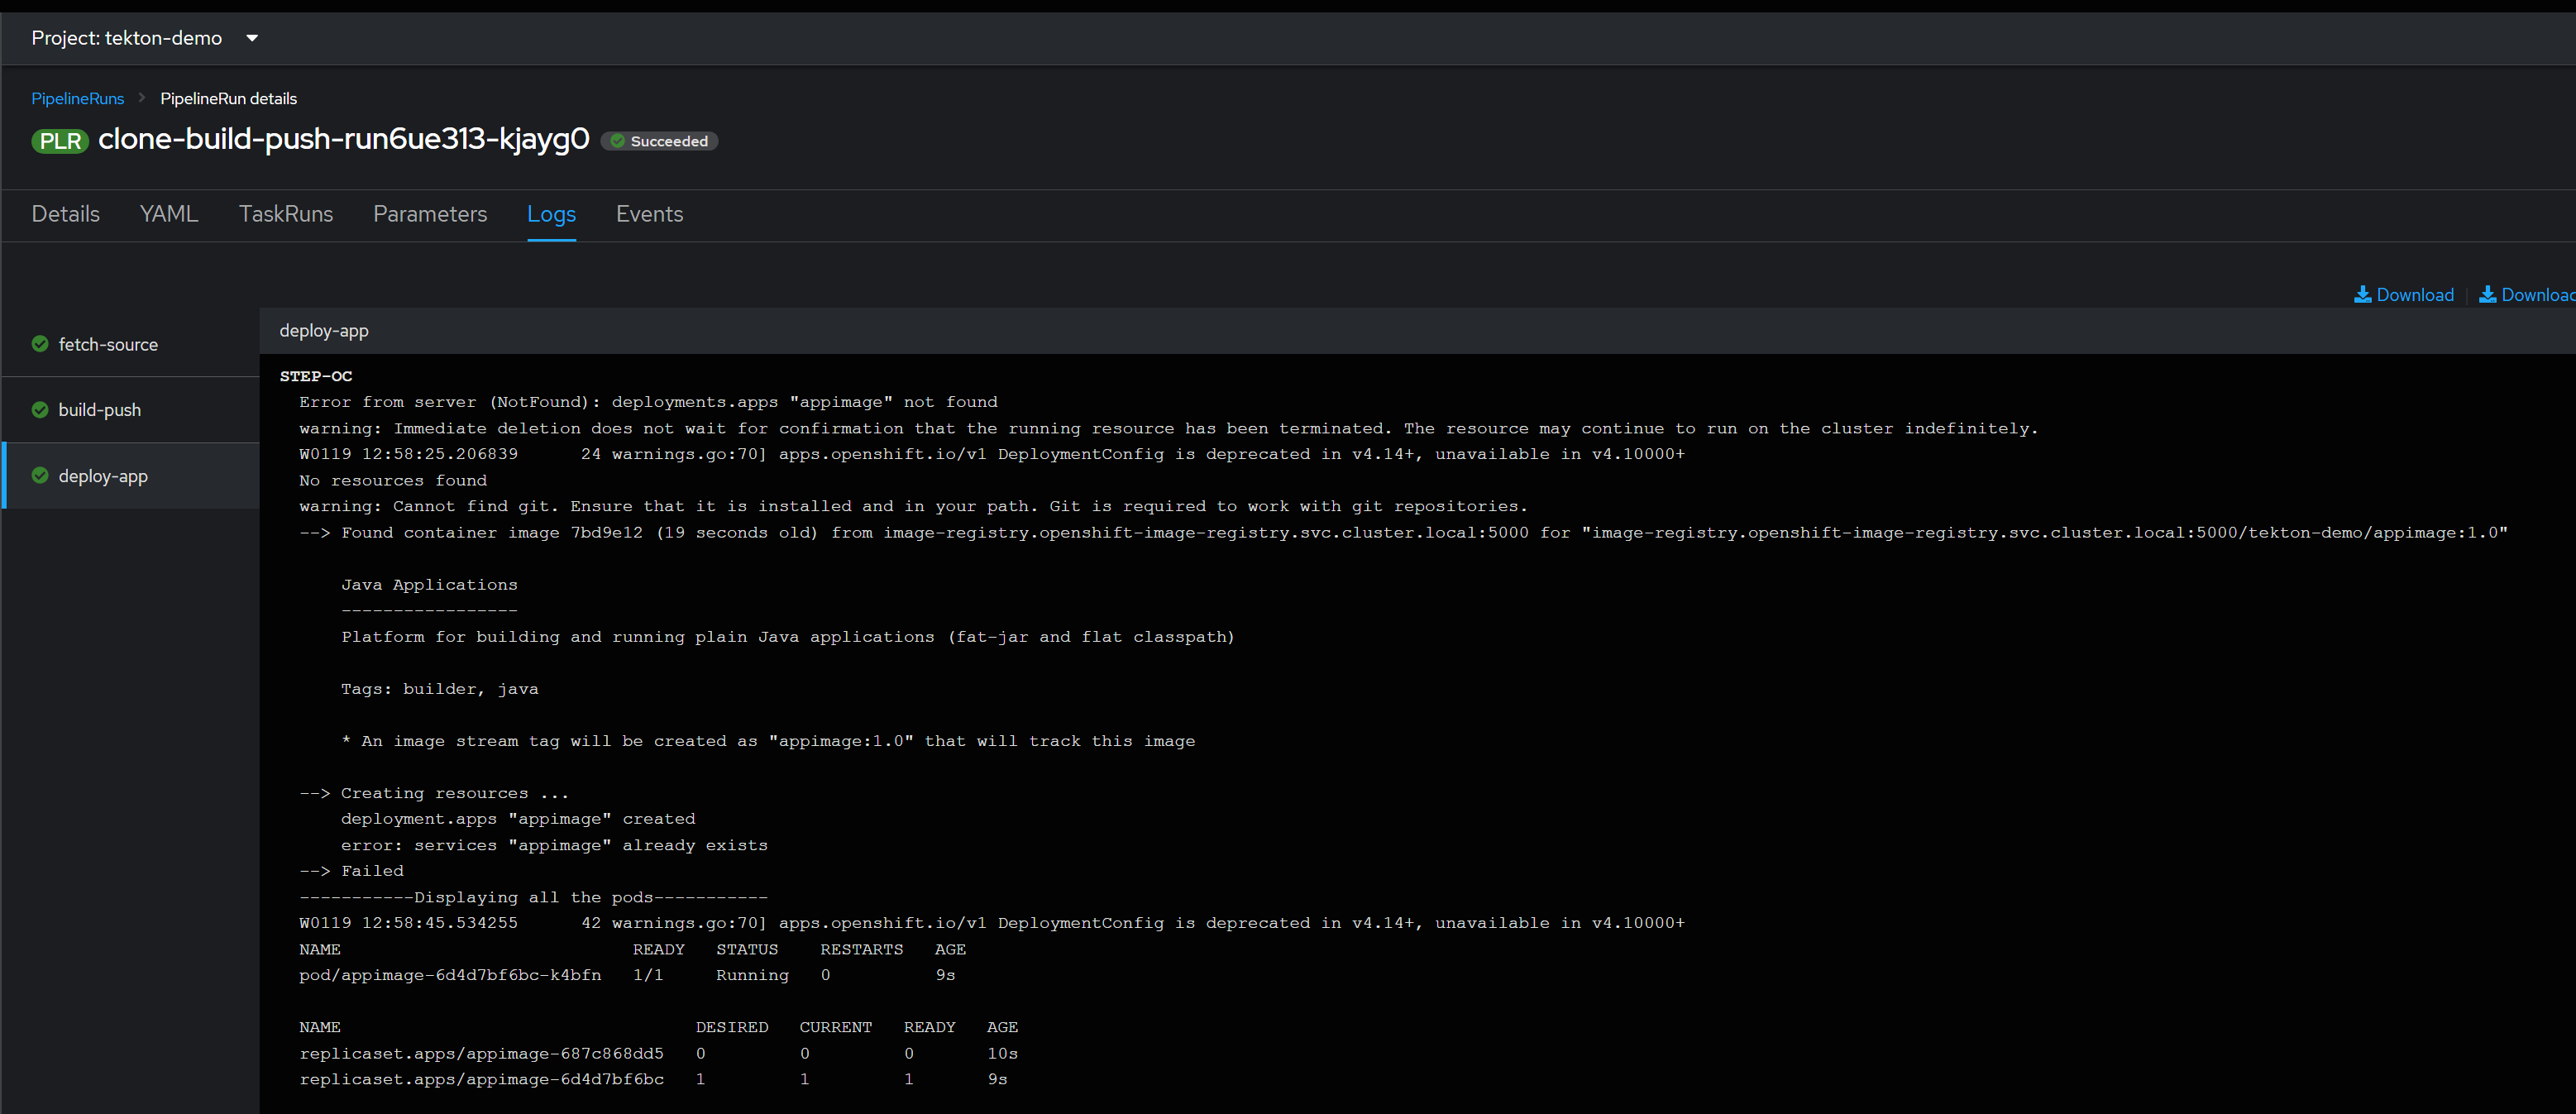 Project: tekton-demo
PipelineRuns > PipelineRun details
PLR clone-build-push-run6ue313-kjayg0 Succeeded
Details YAML TaskRuns Parameters Logs Events
Download | Download
fetch-source
build-push
deploy-app
deploy-app
STEP-OC
Error from server (NotFound): deployments.apps "appimage" not found
warning: Immediate deletion does not wait for confirmation that the running resource has been terminated. The resource may continue to run on the cluster indefinitely.
W0119 12:58:25.206839      24 warnings.go:70] apps.openshift.io/v1 DeploymentConfig is deprecated in v4.14+, unavailable in v4.10000+
No resources found
warning: Cannot find git. Ensure that it is installed and in your path. Git is required to work with git repositories.
--> Found container image 7bd9e12 (19 seconds old) from image-registry.openshift-image-registry.svc.cluster.local:5000 for "image-registry.openshift-image-registry.svc.cluster.local:5000/tekton-demo/appimage:1.0"
Java Applications
-----------------
Platform for building and running plain Java applications (fat-jar and flat classpath)
Tags: builder, java
* An image stream tag will be created as "appimage:1.0" that will track this image
--> Creating resources ...
deployment.apps "appimage" created
error: services "appimage" already exists
--> Failed
-----------Displaying all the pods-----------
W0119 12:58:45.534255      42 warnings.go:70] apps.openshift.io/v1 DeploymentConfig is deprecated in v4.14+, unavailable in v4.10000+
NAME READY STATUS RESTARTS AGE
pod/appimage-6d4d7bf6bc-k4bfn 1/1 Running 0 9s
NAME DESIRED CURRENT READY AGE
replicaset.apps/appimage-687c868dd5 0 0 0 10s
replicaset.apps/appimage-6d4d7bf6bc 1 1 1 9s